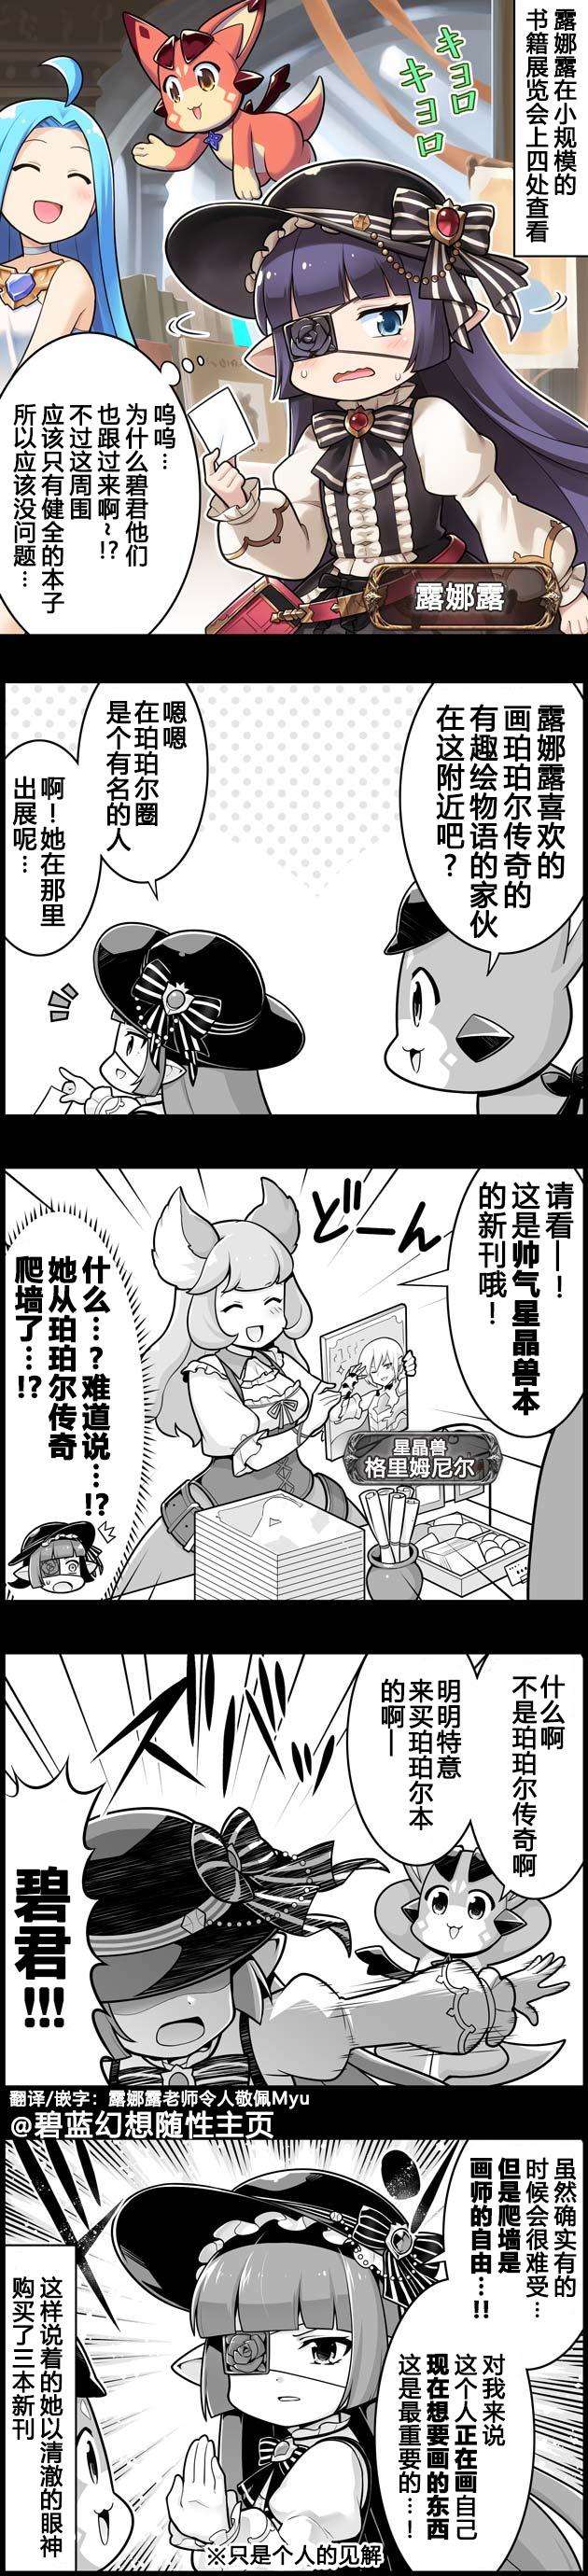 露娜露在小规模的
书籍展览会上四处查看
キョロ
キョロ
呜呜…
为什么碧君他们
也跟过来啊~!?
不过这周围
应该只有健全的本子
所以应该没问题…
露娜露
露娜露喜欢的
画珀珀尔传奇的
有趣绘物语的家伙
在这附近吧?
嗯嗯
在珀珀尔圈
是个有名的人
啊!她在那里
出展呢…
请看—!
这是帅气星晶兽本
的新刊哦!
どーん
星晶兽
格里姆尼尔
什么…?难道说…!?
她从珀珀尔传奇
爬墙了…!?
什么啊
不是珀珀尔传奇啊
明明特意
来买珀珀尔本
的啊—
ズッ
碧君!!!
翻译/嵌字：露娜露老师令人敬佩Myu
@碧蓝幻想随性主页
虽然确实有的
时候会很难受…
但是爬墙是
画师的自由…!!
对我来说
这个人正在画自己
现在想要画的东西
这是最重要的…!
这样说着的她以清澈的眼神
购买了三本新刊
※只是个人的见解